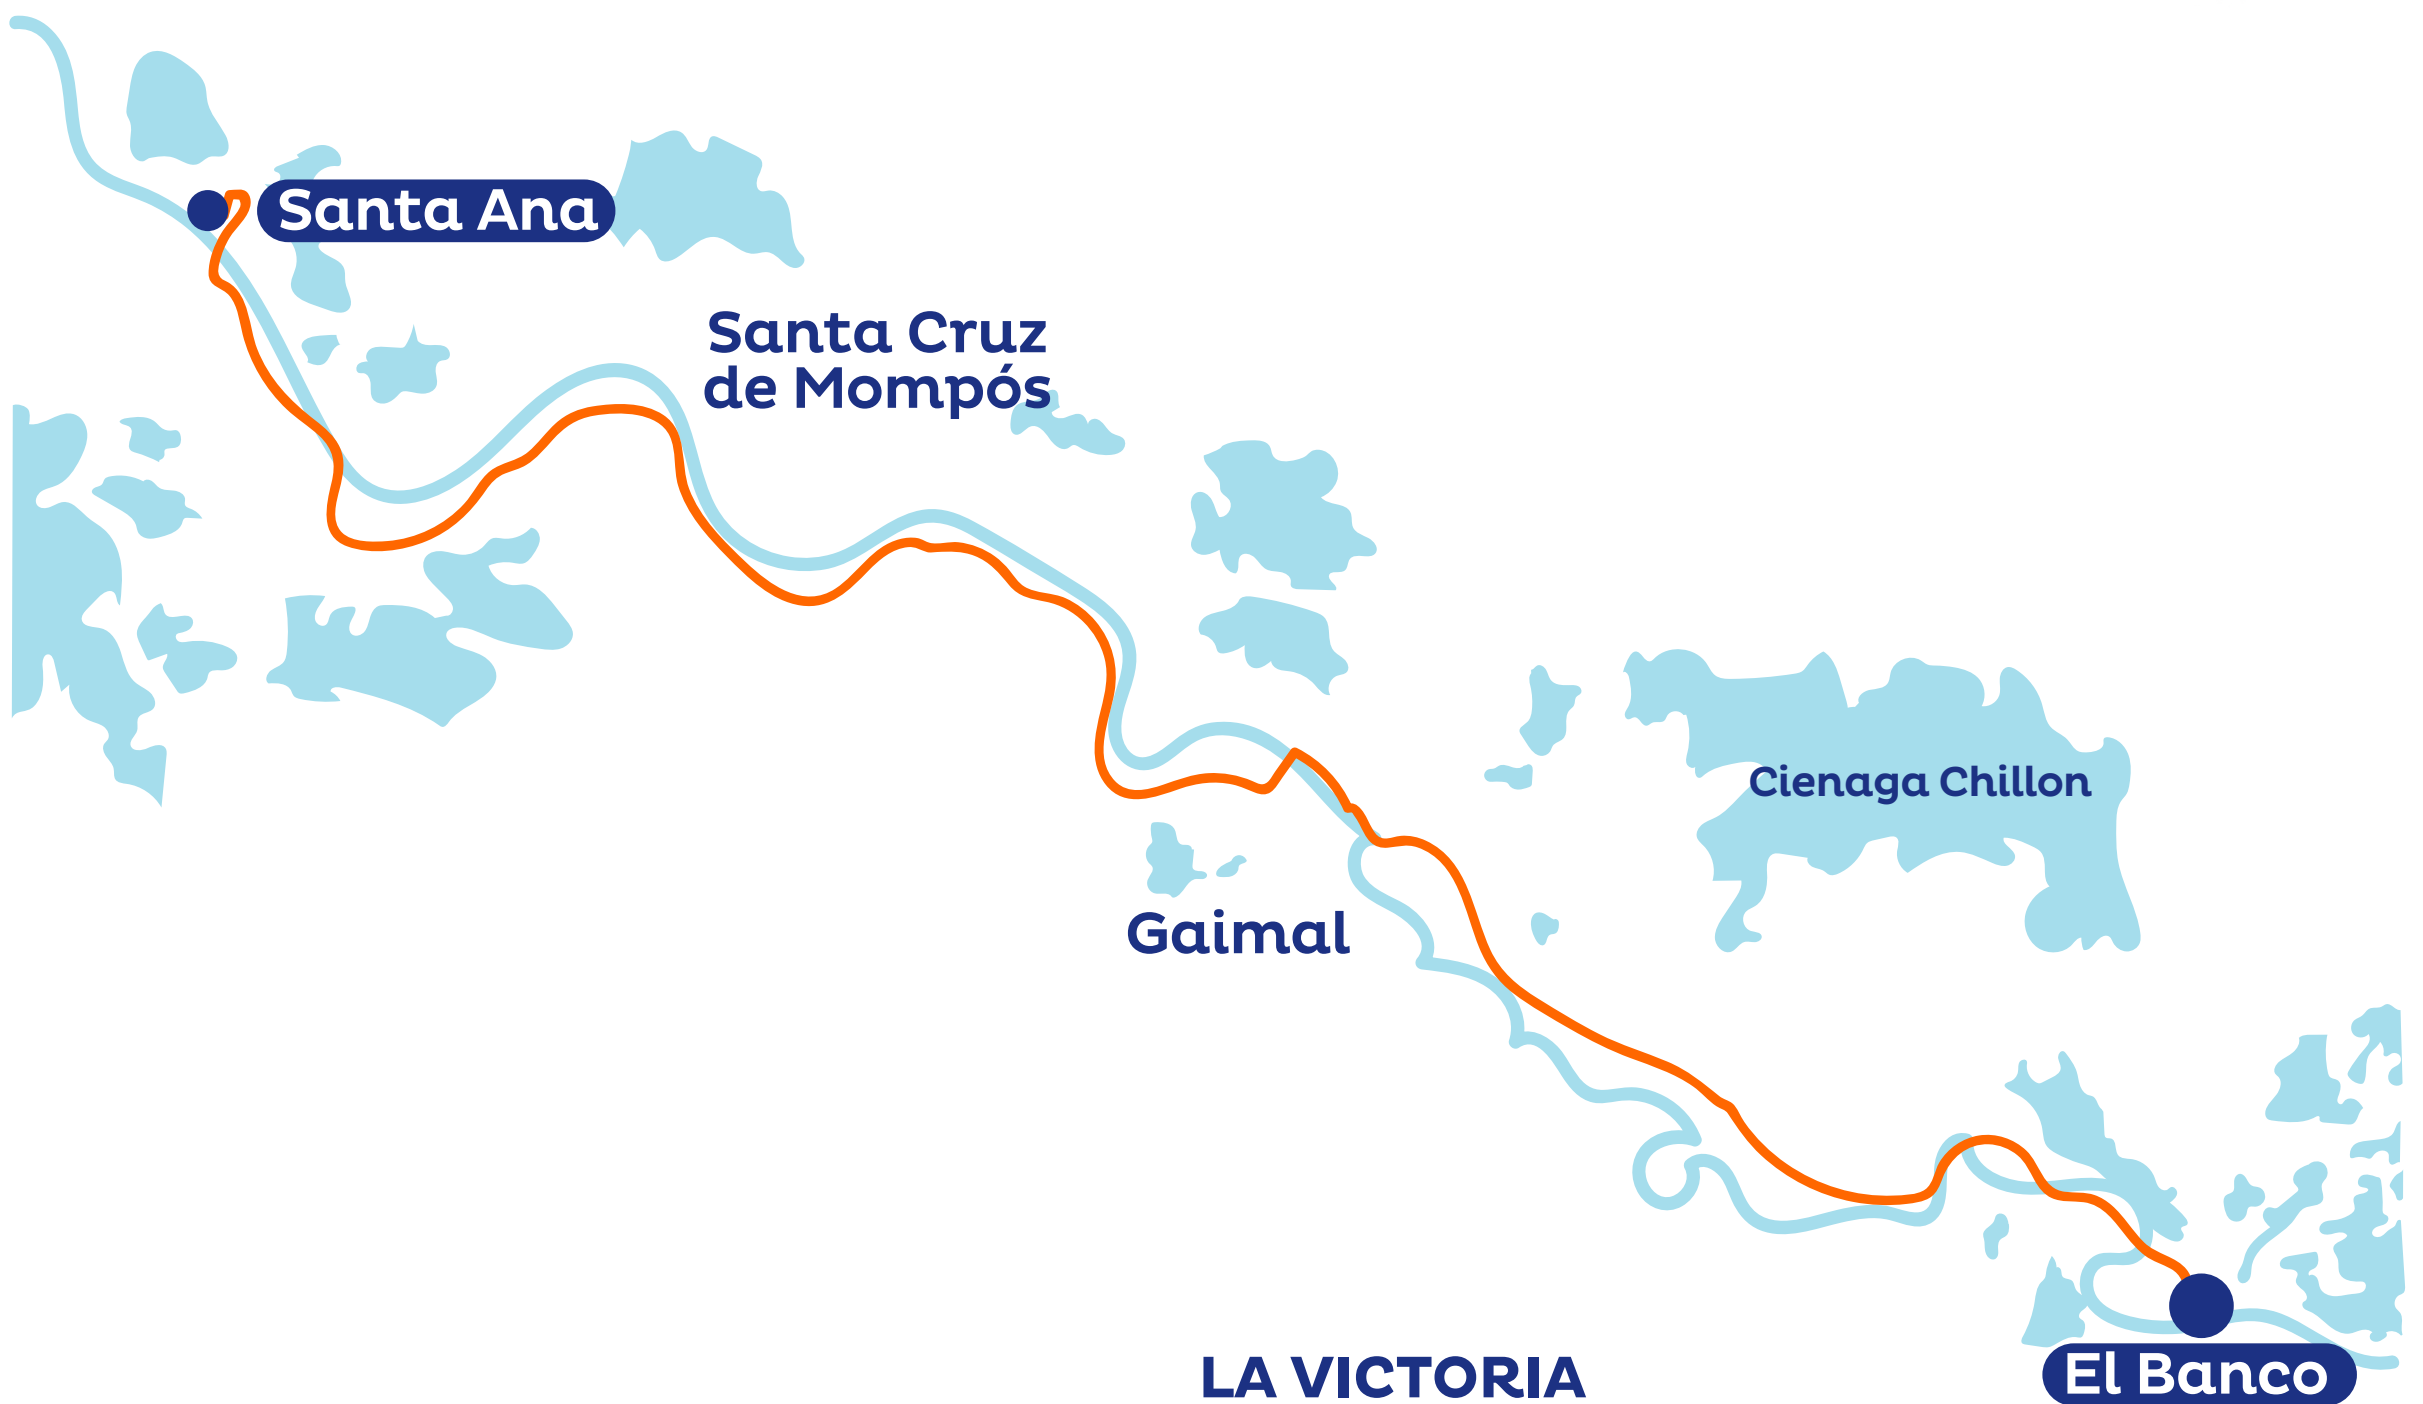 Santa Ana
Santa Cruz
de Mompós
Cienaga Chillon
Gaimal
LA VICTORIA
El Banco